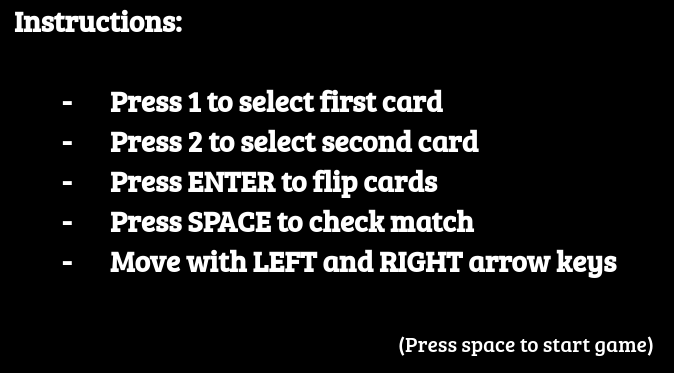 Instructions:
- Press 1 to select first card
- Press 2 to select second card
- Press ENTER to flip cards
- Press SPACE to check match
- Move with LEFT and RIGHT arrow keys
(Press space to start game)